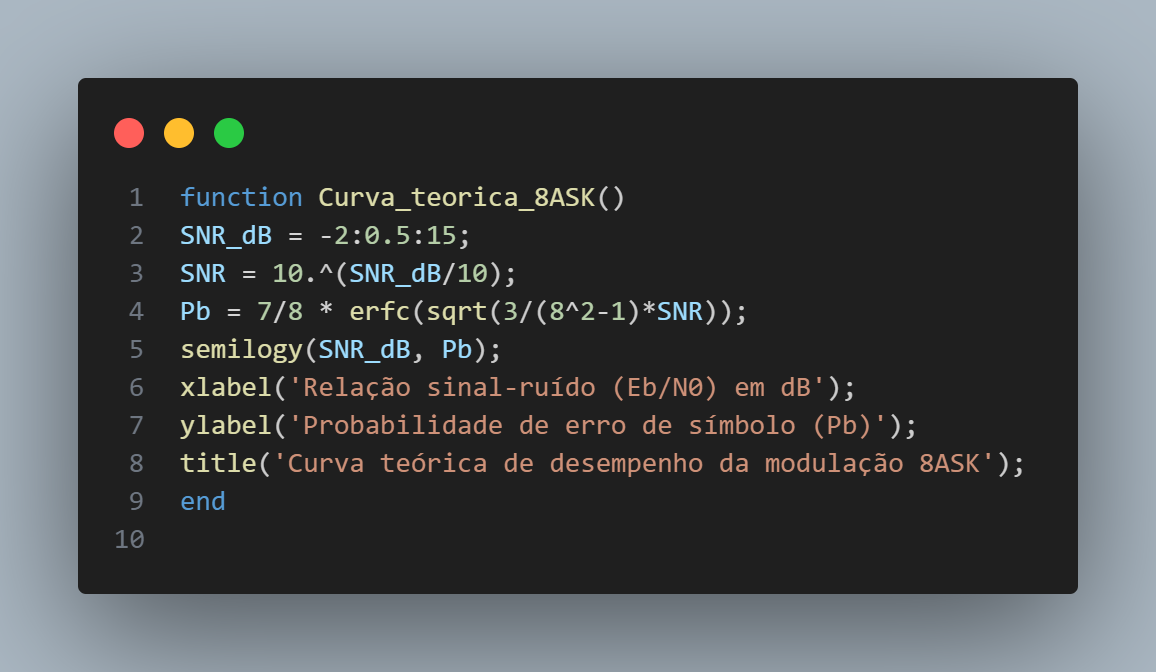 1 function Curva_teorica_8ASK()
2 SNR_dB = -2:0.5:15;
3 SNR = 10.^(SNR_dB/10);
4 Pb = 7/8 * erfc(sqrt(3/(8^2-1)*SNR));
5 semilogy(SNR_dB, Pb);
6 xlabel('Relação sinal-ruído (Eb/N0) em dB');
7 ylabel('Probabilidade de erro de símbolo (Pb)');
8 title('Curva teórica de desempenho da modulação 8ASK');
9 end
10